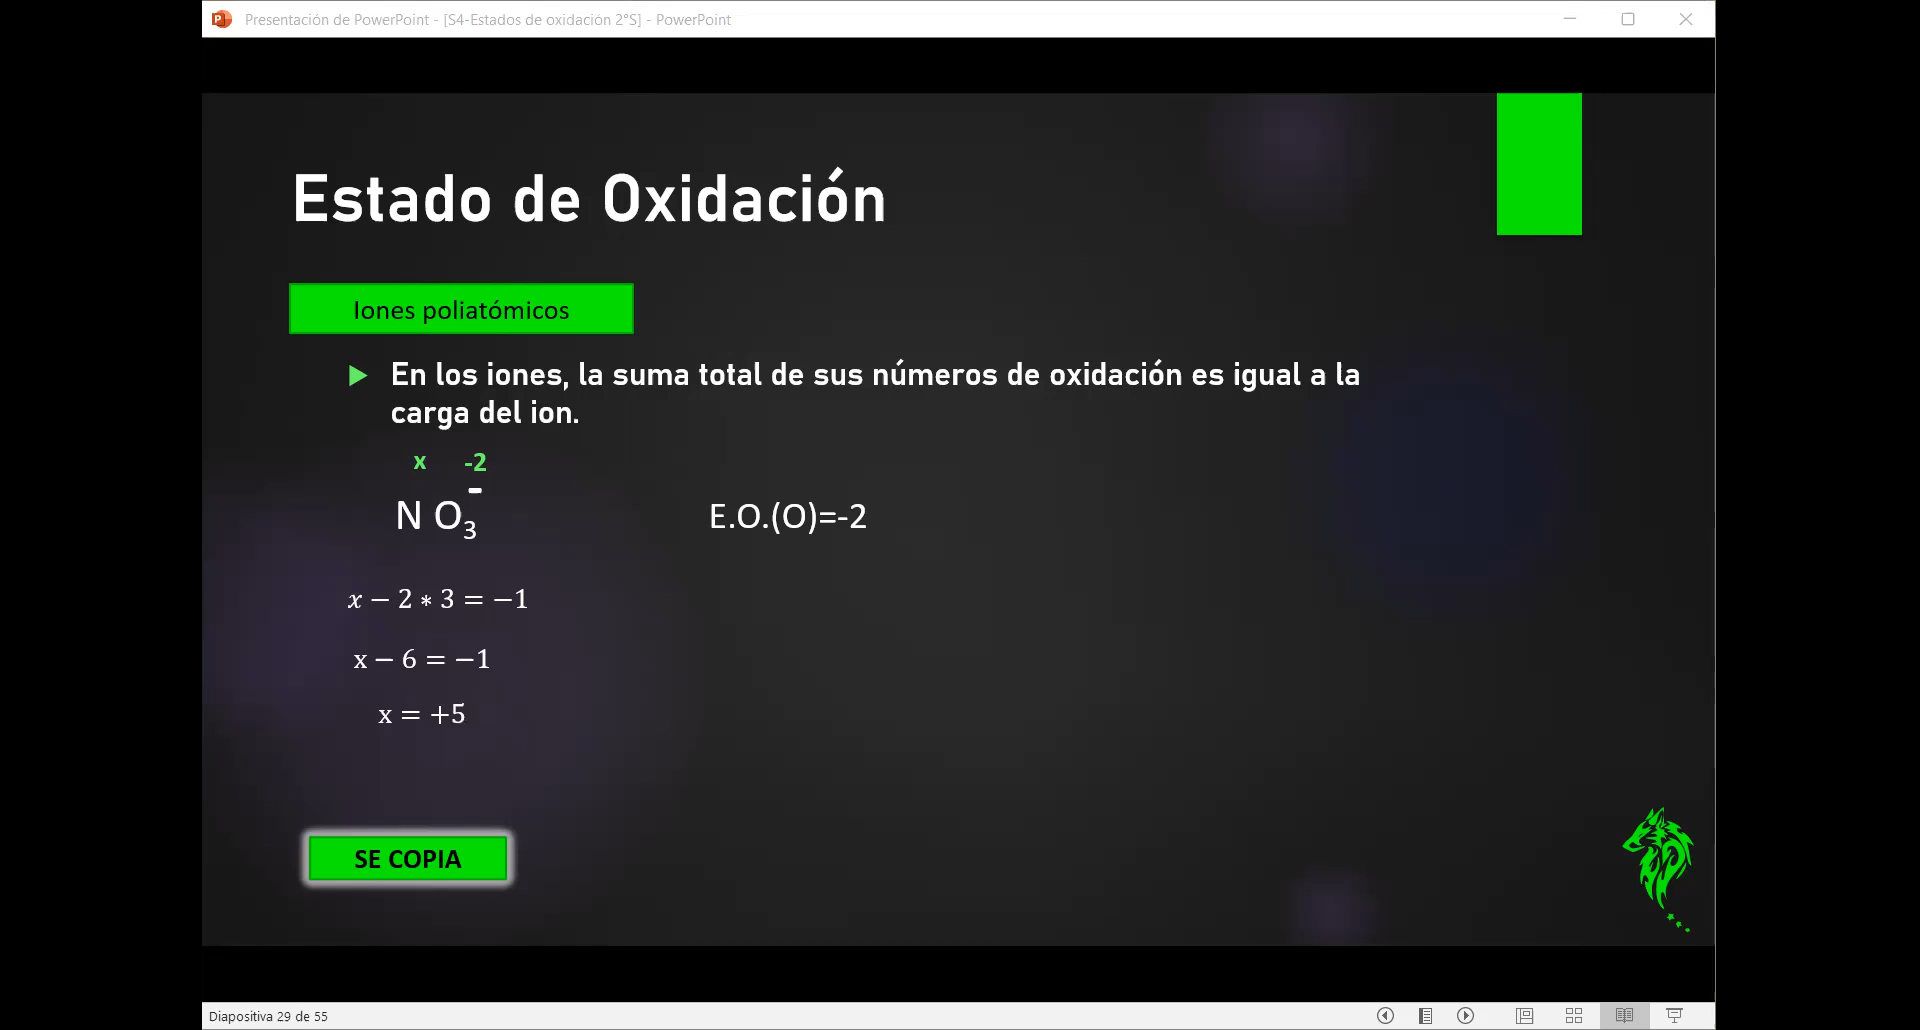 Presentación de PowerPoint - [S4-Estados de oxidación 2°S] - PowerPoint
Estado de Oxidación
Iones poliatómicos
En los iones, la suma total de sus números de oxidación es igual a la
carga del ion.
x -2
N O₃⁻ E.O.(O)=-2
x − 2 ∗ 3 = −1
x − 6 = −1
x = +5
SE COPIA
Diapositiva 29 de 55